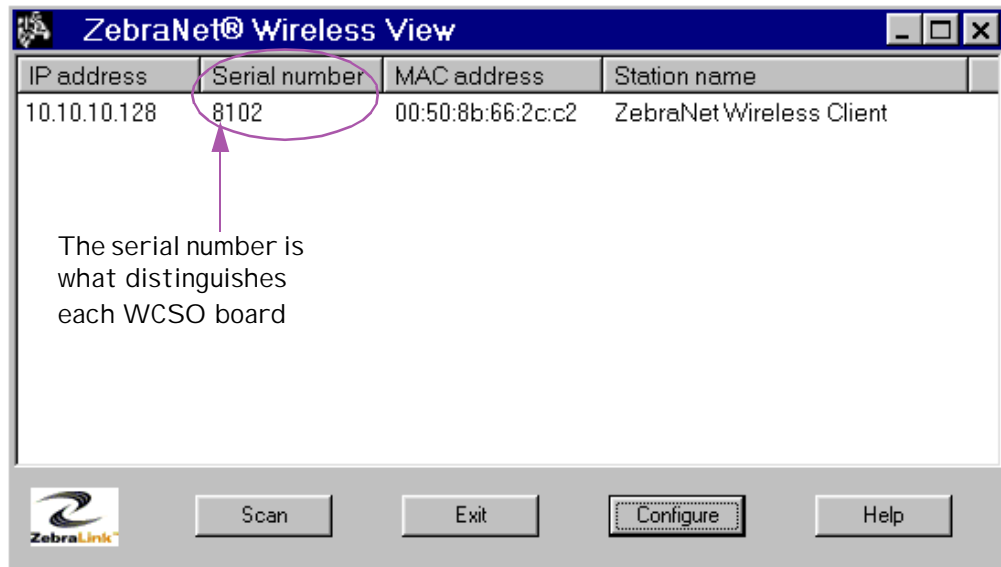 ZebraNet® Wireless View
IP address Serial number MAC address Station name
10.10.10.128 8102 00:50:8b:66:2c:c2 ZebraNet Wireless Client
The serial number is
what distinguishes
each WCSO board
Scan Exit Configure Help
ZebraLink™